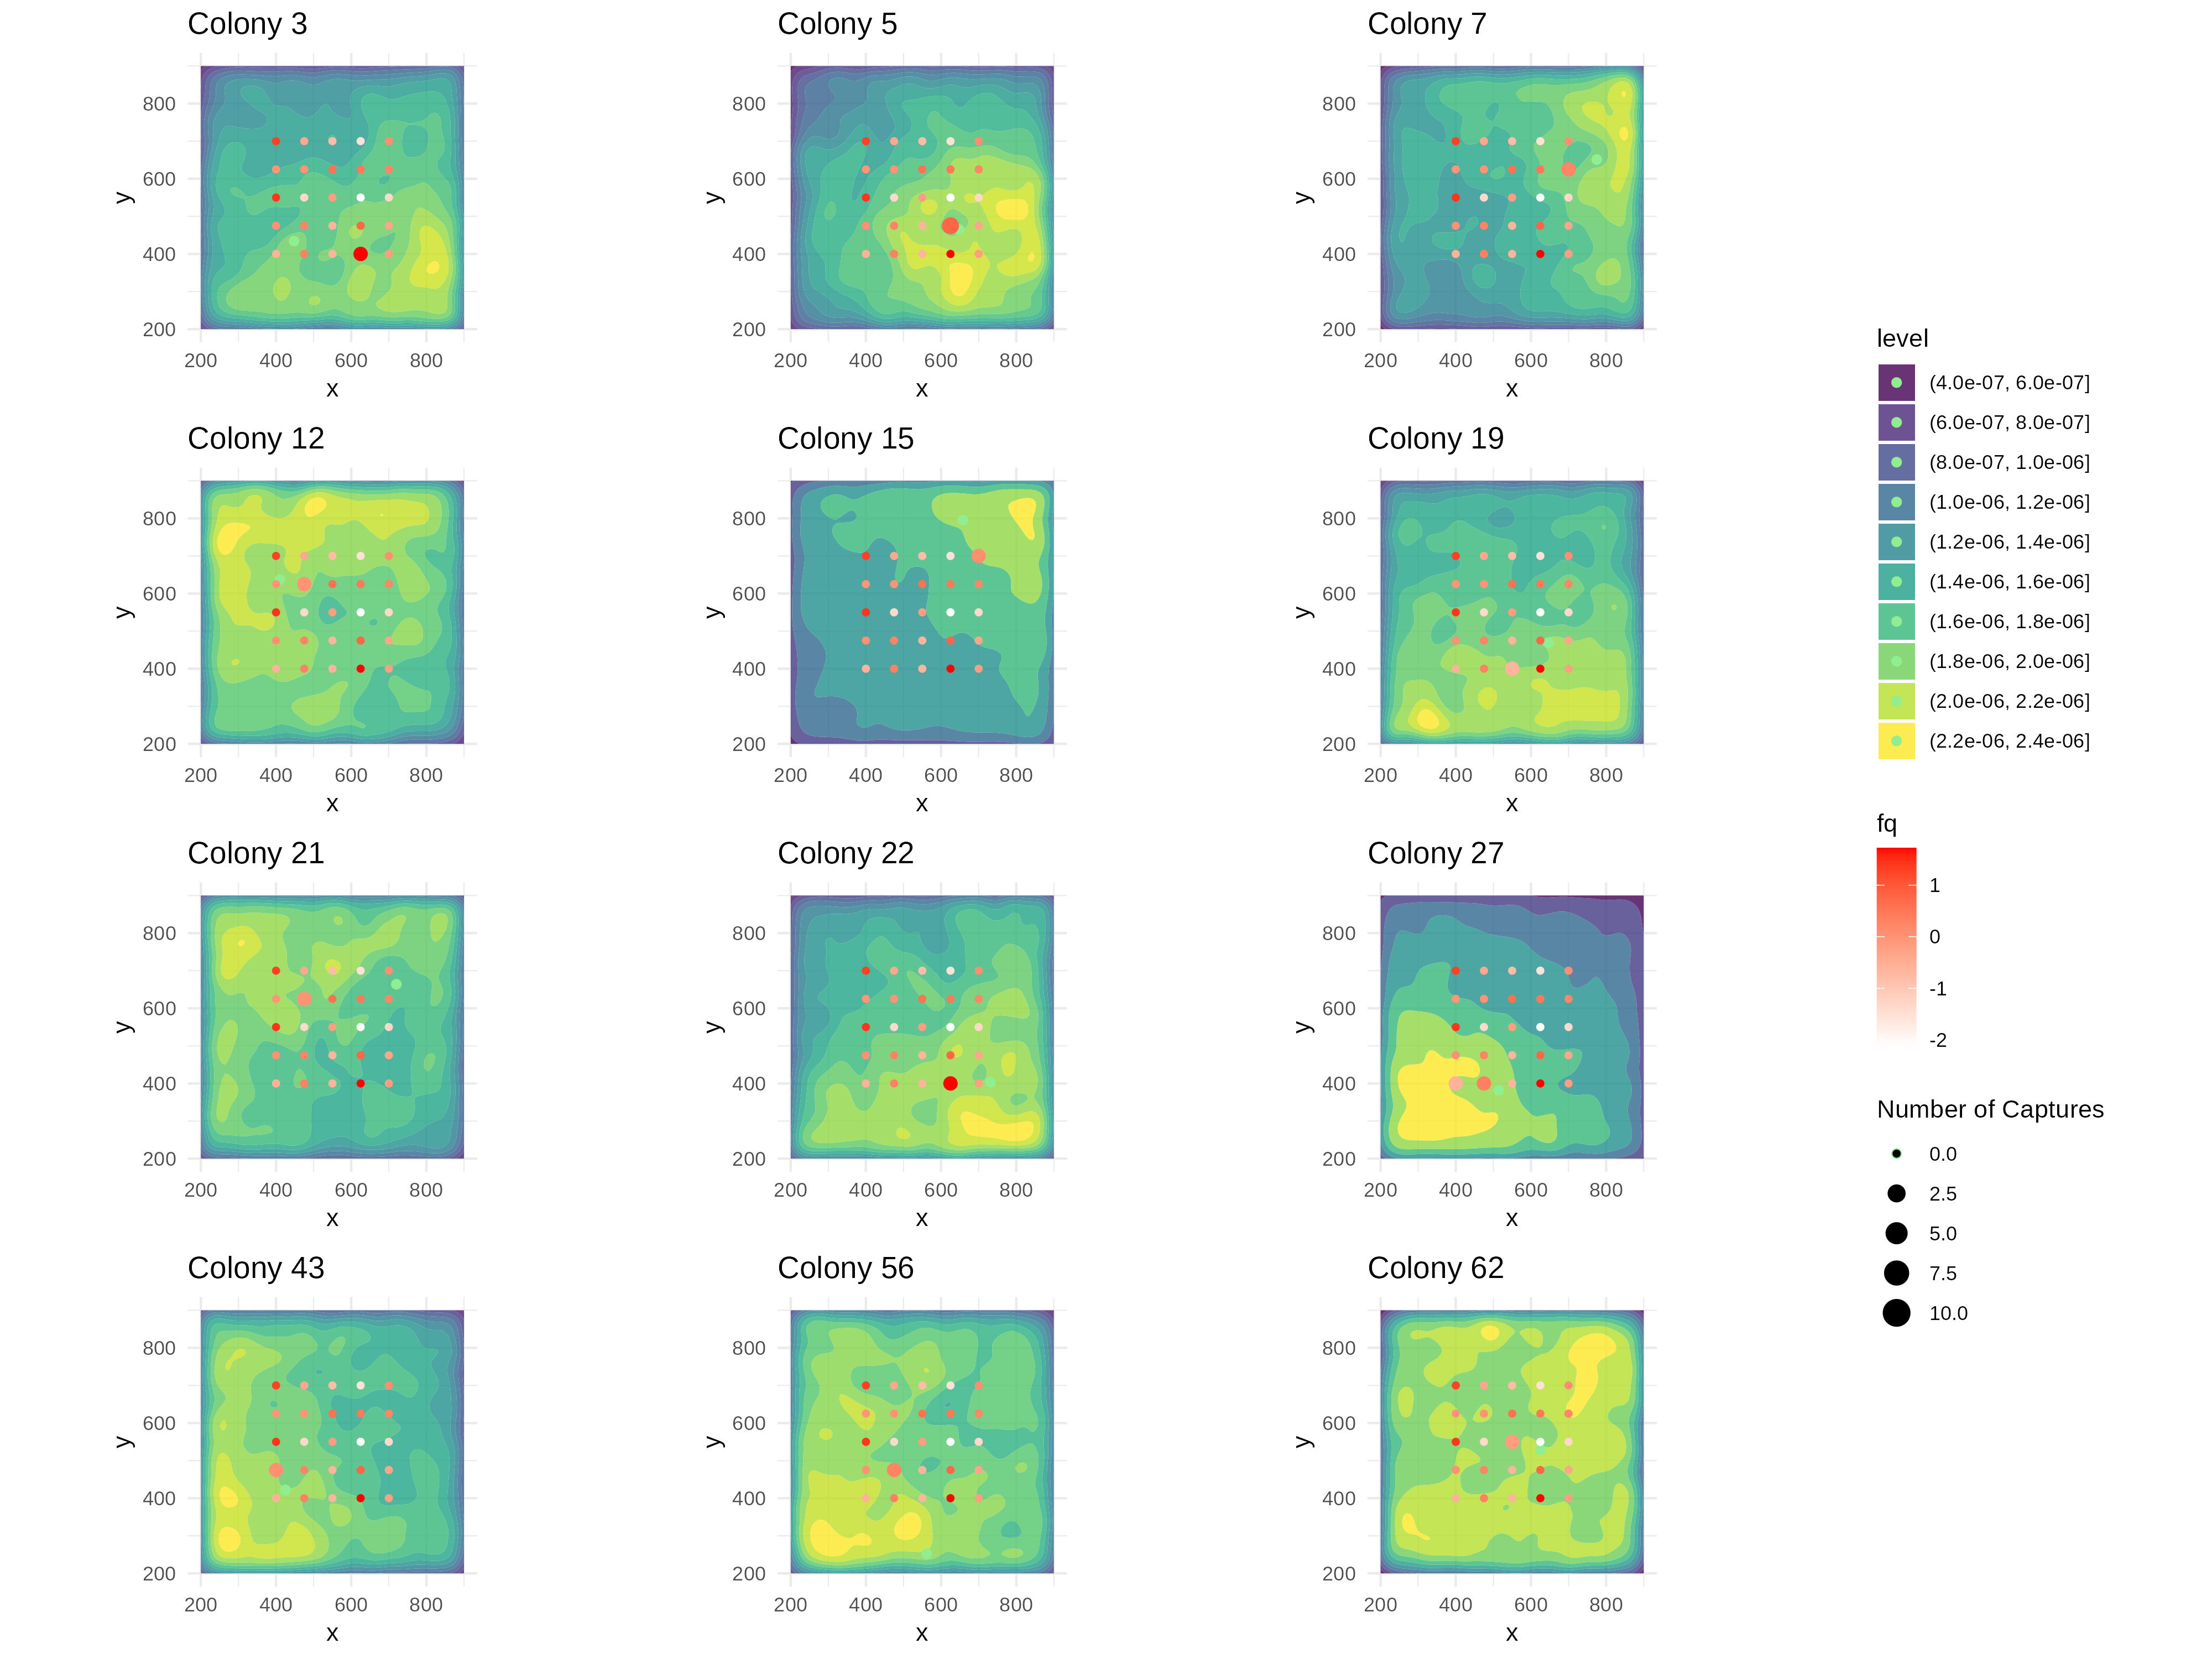 Colony 3
Colony 5
Colony 7
800
600
400
200
y
200 400 600 800
x
800
600
400
200
y
200 400 600 800
x
800
600
400
200
y
200 400 600 800
x
Colony 12
Colony 15
Colony 19
800
600
400
200
y
200 400 600 800
x
800
600
400
200
y
200 400 600 800
x
800
600
400
200
y
200 400 600 800
x
Colony 21
Colony 22
Colony 27
800
600
400
200
y
200 400 600 800
x
800
600
400
200
y
200 400 600 800
x
800
600
400
200
y
200 400 600 800
x
Colony 43
Colony 56
Colony 62
800
600
400
200
y
200 400 600 800
x
800
600
400
200
y
200 400 600 800
x
800
600
400
200
y
200 400 600 800
x
level
(4.0e-07, 6.0e-07]
(6.0e-07, 8.0e-07]
(8.0e-07, 1.0e-06]
(1.0e-06, 1.2e-06]
(1.2e-06, 1.4e-06]
(1.4e-06, 1.6e-06]
(1.6e-06, 1.8e-06]
(1.8e-06, 2.0e-06]
(2.0e-06, 2.2e-06]
(2.2e-06, 2.4e-06]
fq
1
0
-1
-2
Number of Captures
0.0
2.5
5.0
7.5
10.0